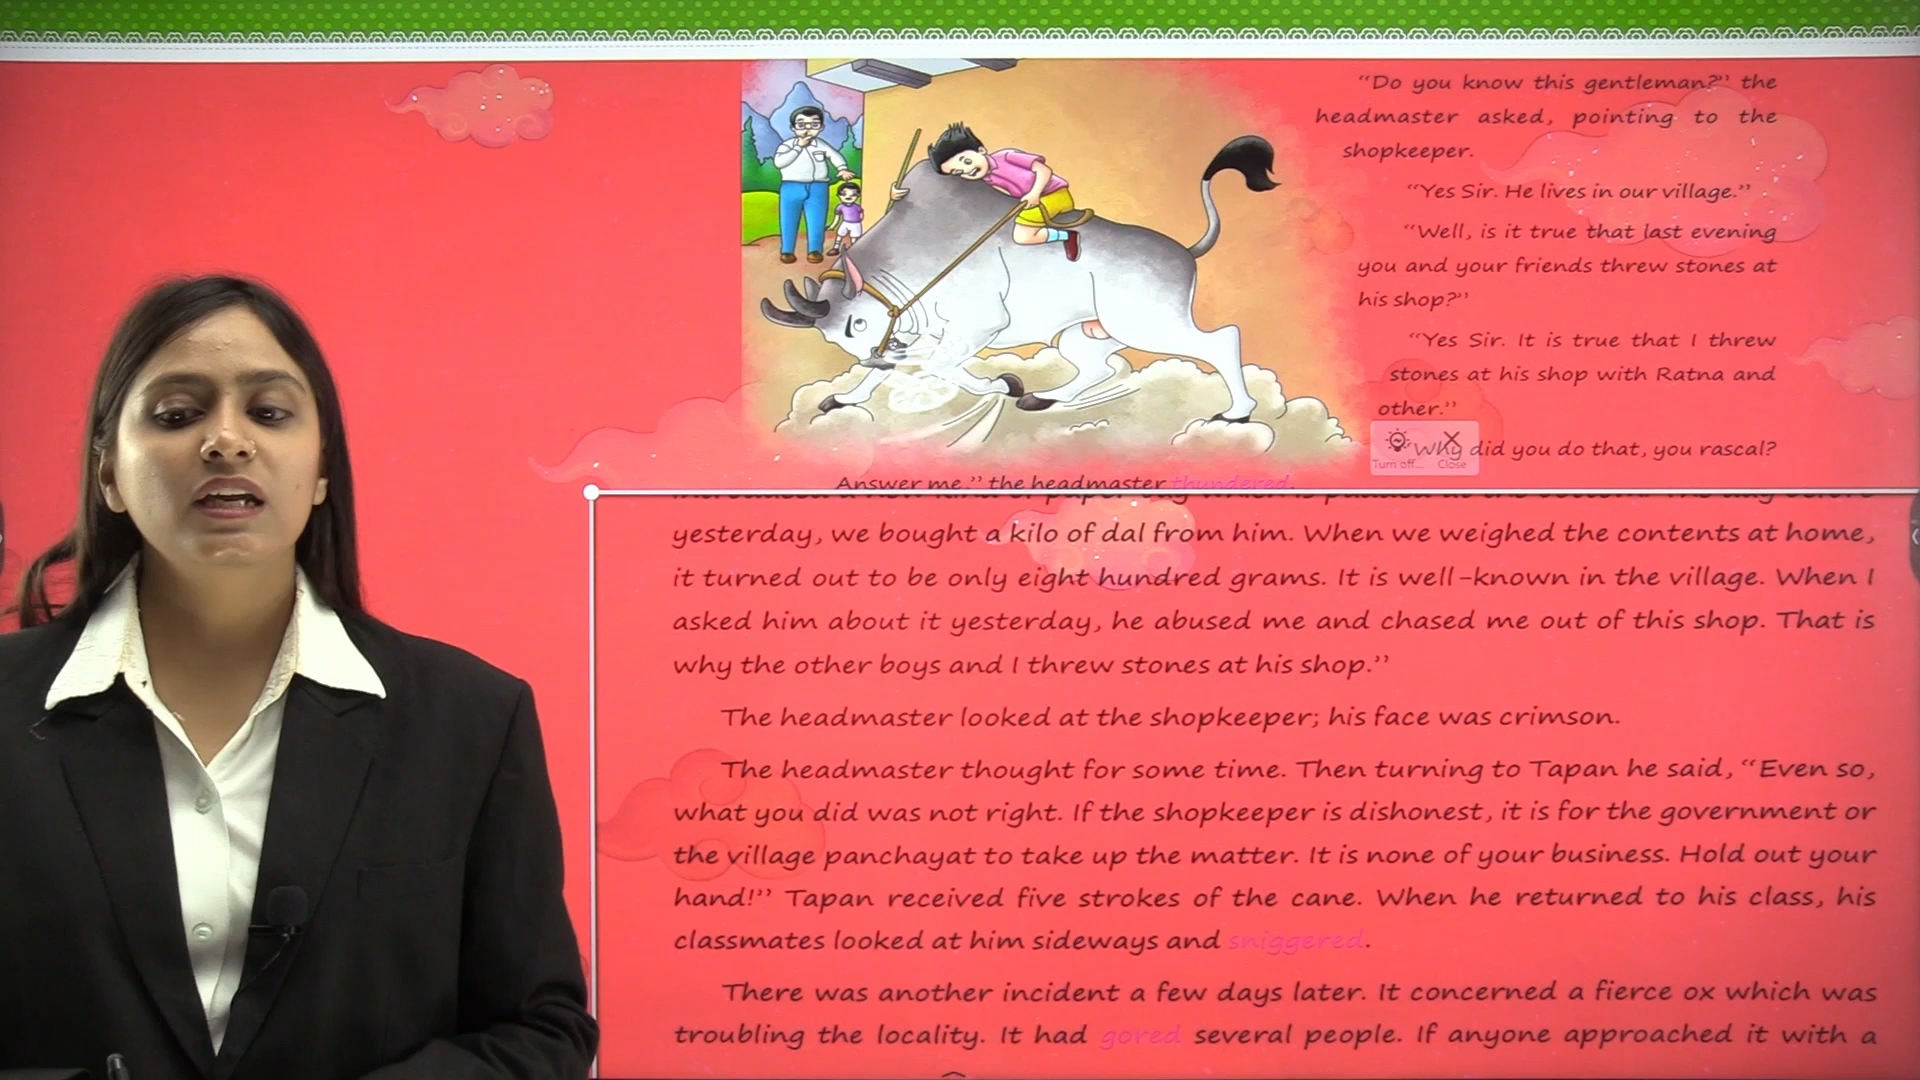 “Do you know this gentleman?” the
headmaster asked, pointing to the
shopkeeper.
“Yes Sir. He lives in our village.”
“Well, is it true that last evening
you and your friends threw stones at
his shop?”
“Yes Sir. It is true that I threw
stones at his shop with Ratna and
other.”
Why did you do that, you rascal?
Turn off... Close
Answer me.” the headmaster thundered.
yesterday, we bought a kilo of dal from him. When we weighed the contents at home,
it turned out to be only eight hundred grams. It is well-known in the village. When I
asked him about it yesterday, he abused me and chased me out of this shop. That is
why the other boys and I threw stones at his shop.”
The headmaster looked at the shopkeeper; his face was crimson.
The headmaster thought for some time. Then turning to Tapan he said, “Even so,
what you did was not right. If the shopkeeper is dishonest, it is for the government or
the village panchayat to take up the matter. It is none of your business. Hold out your
hand!” Tapan received five strokes of the cane. When he returned to his class, his
classmates looked at him sideways and sniggered.
There was another incident a few days later. It concerned a fierce ox which was
troubling the locality. It had gored several people. If anyone approached it with a